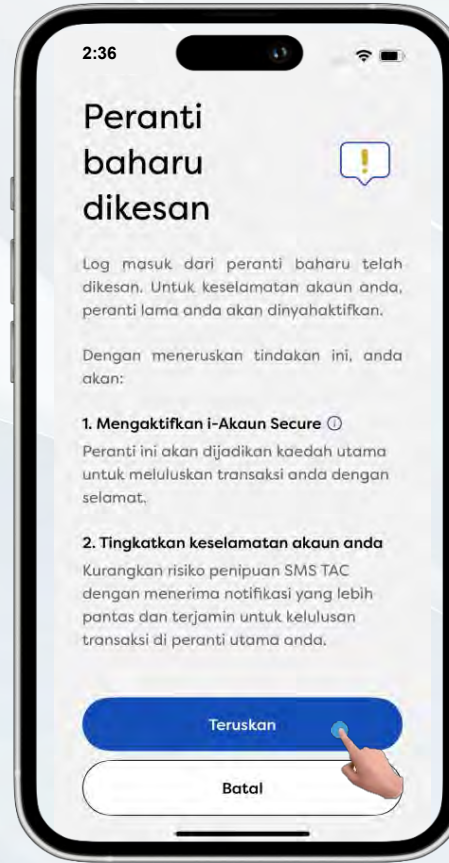 2:36
Peranti
baharu
dikesan
Log masuk dari peranti baharu telah
dikesan. Untuk keselamatan akaun anda,
peranti lama anda akan dinyahaktifkan.
Dengan meneruskan tindakan ini, anda
akan:
1. Mengaktifkan i-Akaun Secure
Peranti ini akan dijadikan kaedah utama
untuk meluluskan transaksi anda dengan
selamat.
2. Tingkatkan keselamatan akaun anda
Kurangkan risiko penipuan SMS TAC
dengan menerima notifikasi yang lebih
pantas dan terjamin untuk kelulusan
transaksi di peranti utama anda.
Teruskan
Batal